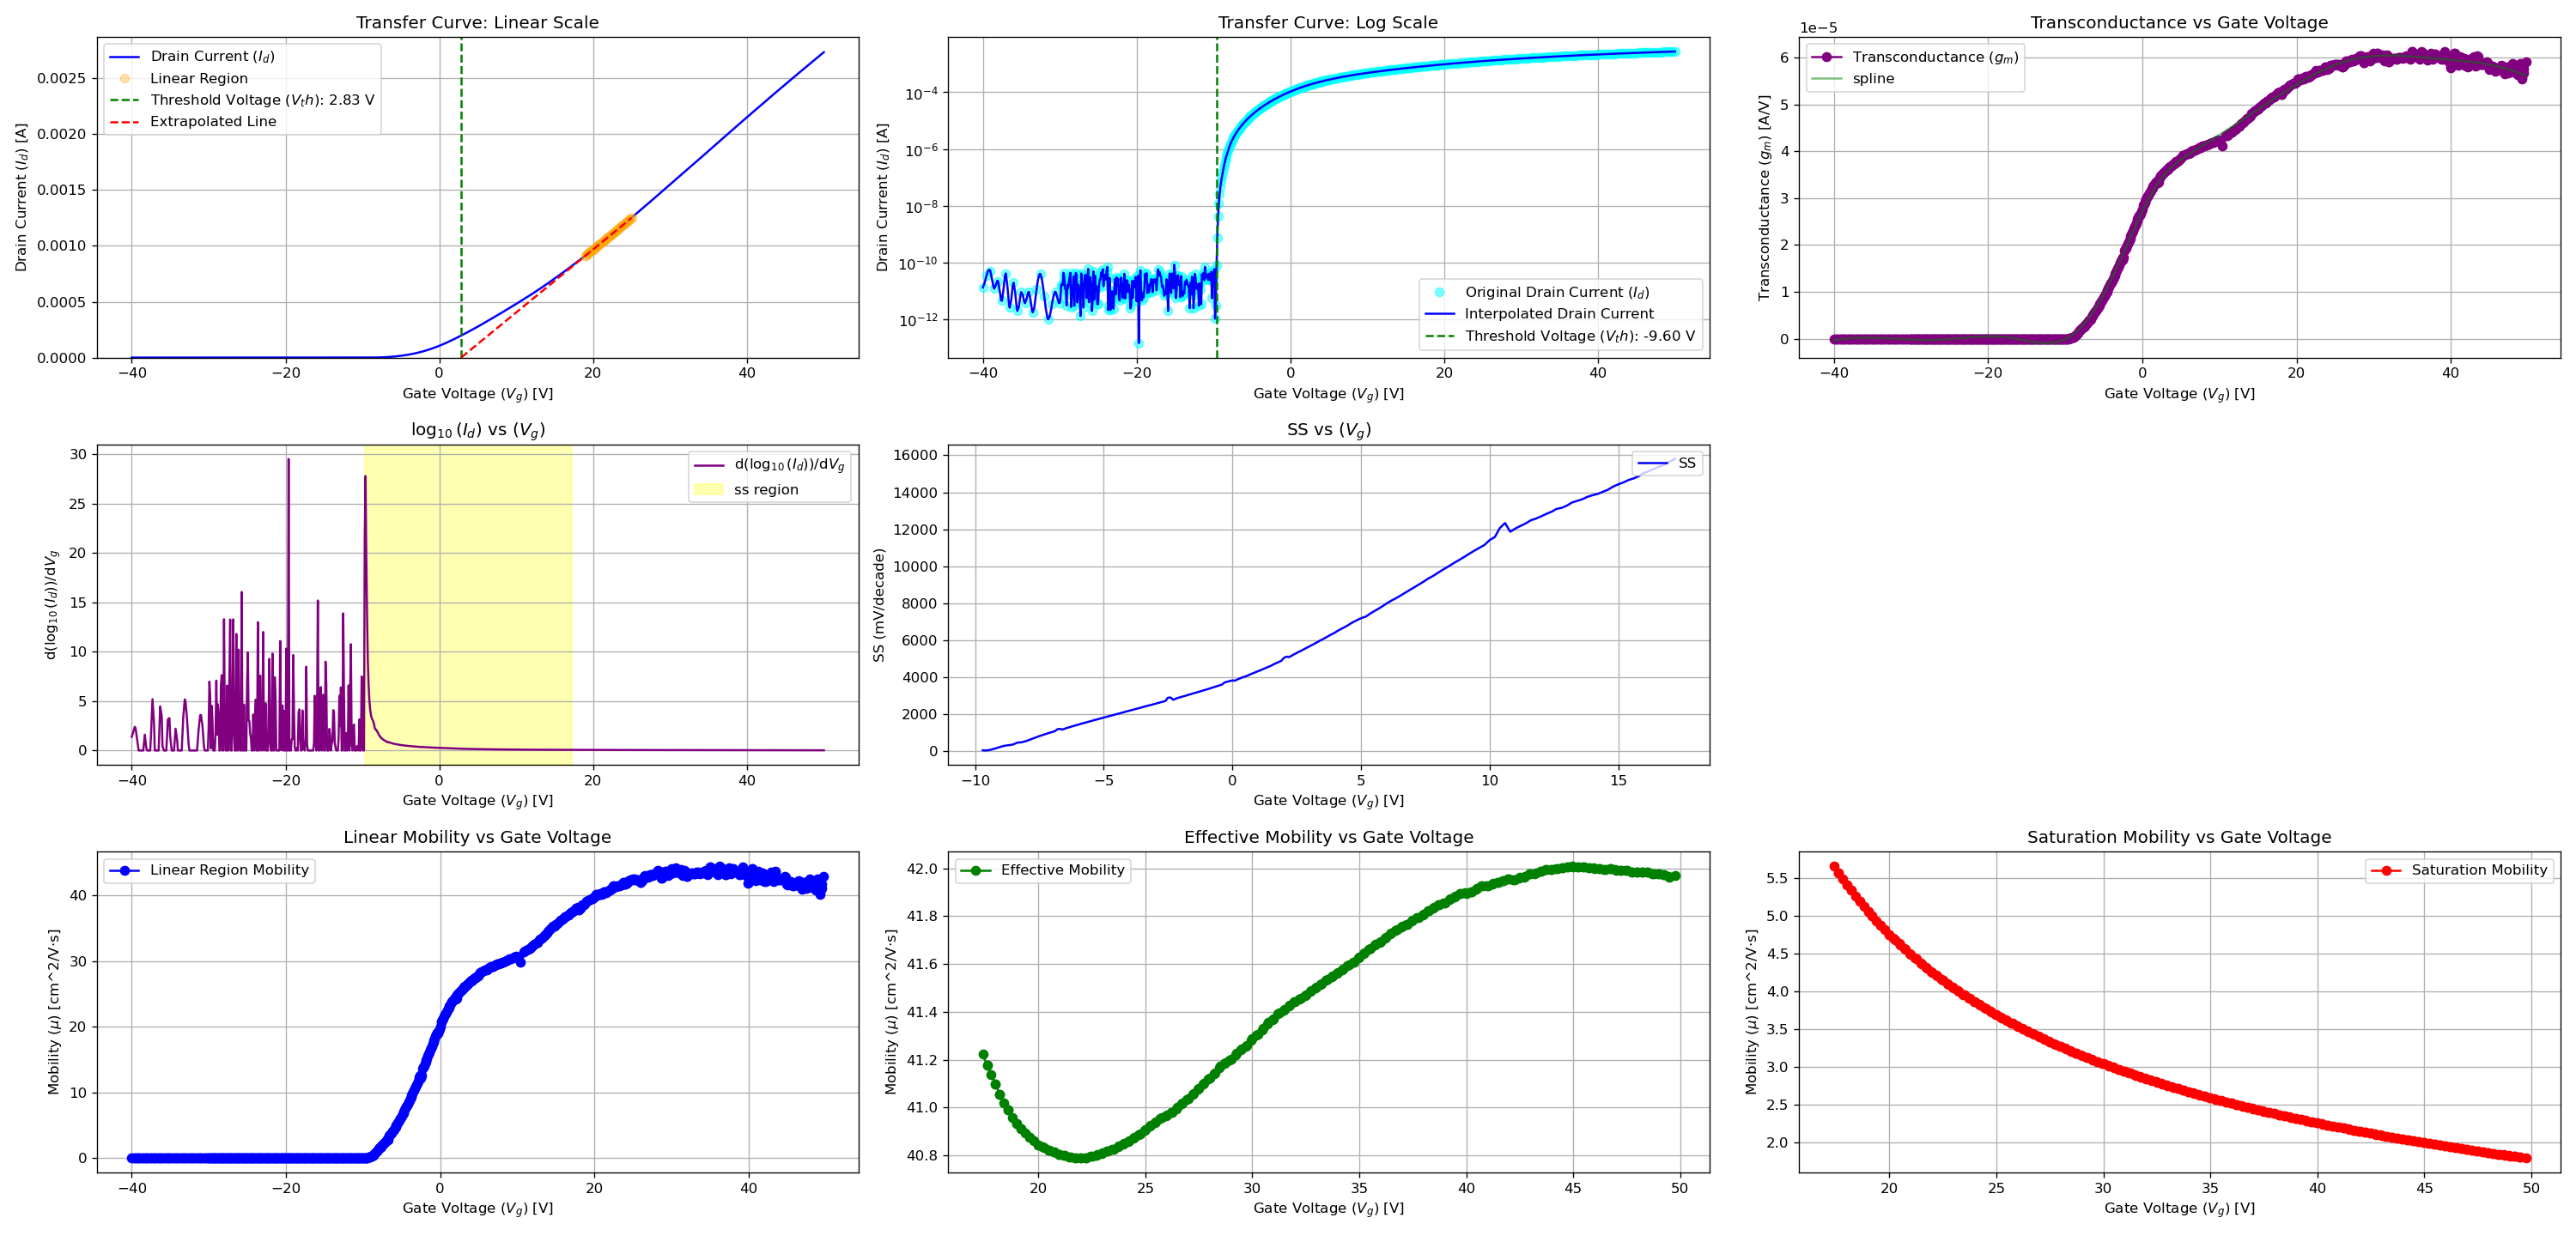 Transfer Curve: Linear Scale
Drain Current (I_d) [A]
0.0025
0.0020
0.0015
0.0010
0.0005
0.0000
Drain Current (I_d)
Linear Region
Threshold Voltage (V_th): 2.83 V
Extrapolated Line
−40 −20 0 20 40
Gate Voltage (V_g) [V]
Transfer Curve: Log Scale
Drain Current (I_d) [A]
10^−4
10^−6
10^−8
10^−10
10^−12
Original Drain Current (I_d)
Interpolated Drain Current
Threshold Voltage (V_th): -9.60 V
−40 −20 0 20 40
Gate Voltage (V_g) [V]
Transconductance vs Gate Voltage
1e−5
Transconductance (g_m) [A/V]
6
5
4
3
2
1
0
Transconductance (g_m)
spline
−40 −20 0 20 40
Gate Voltage (V_g) [V]
log₁₀ (I_d) vs (V_g)
d(log₁₀ (I_d))/dV_g
30
25
20
15
10
5
0
d(log₁₀ (I_d))/dV_g
ss region
−40 −20 0 20 40
Gate Voltage (V_g) [V]
SS vs (V_g)
SS (mV/decade)
16000
14000
12000
10000
8000
6000
4000
2000
0
SS
−10 −5 0 5 10 15
Gate Voltage (V_g) [V]
Linear Mobility vs Gate Voltage
Mobility (μ) [cm^2/V·s]
40
30
20
10
0
Linear Region Mobility
−40 −20 0 20 40
Gate Voltage (V_g) [V]
Effective Mobility vs Gate Voltage
Mobility (μ) [cm^2/V·s]
42.0
41.8
41.6
41.4
41.2
41.0
40.8
Effective Mobility
20 25 30 35 40 45 50
Gate Voltage (V_g) [V]
Saturation Mobility vs Gate Voltage
Mobility (μ) [cm^2/V·s]
5.5
5.0
4.5
4.0
3.5
3.0
2.5
2.0
Saturation Mobility
20 25 30 35 40 45 50
Gate Voltage (V_g) [V]